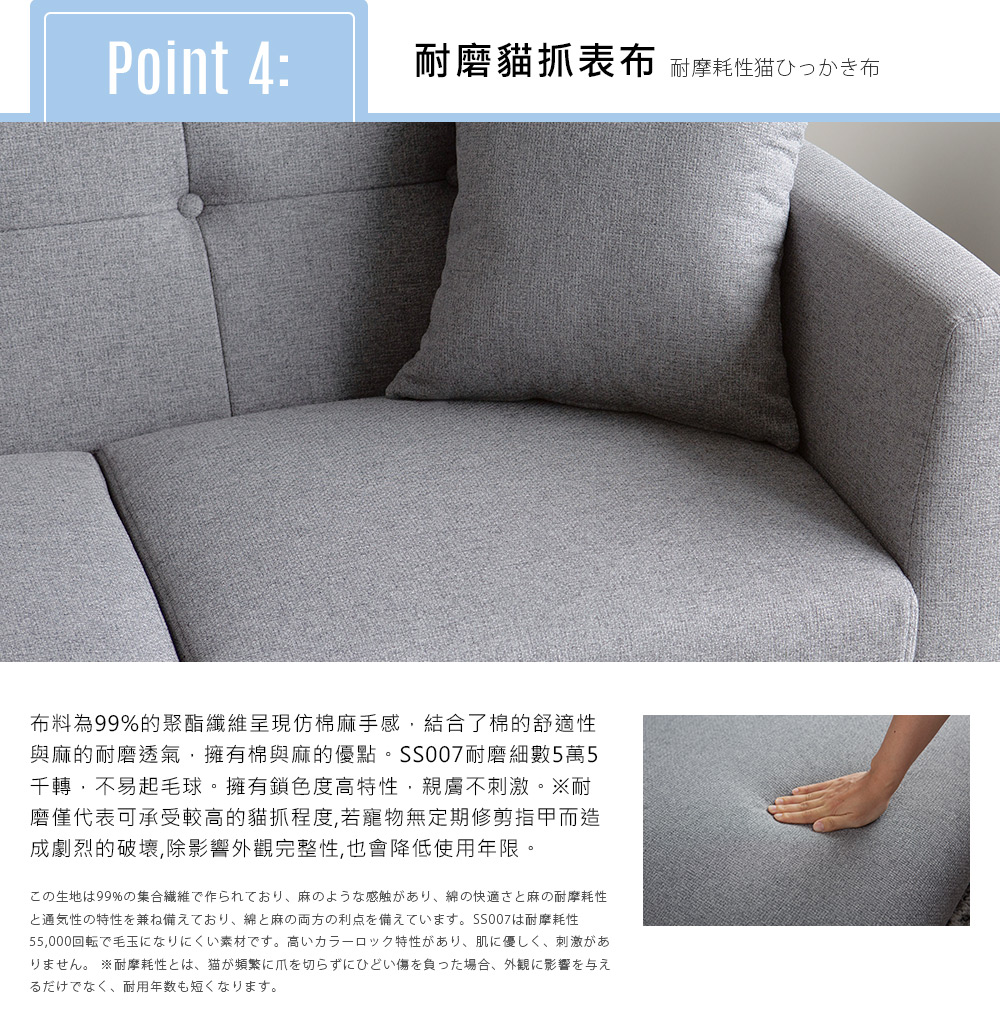 Point 4:
耐磨貓抓表布 耐摩耗性猫ひっかき布
布料為99%的聚酯纖維呈現仿棉麻手感，結合了棉的舒適性
與麻的耐磨透氣，擁有棉與麻的優點。SS007耐磨細數5萬5
千轉，不易起毛球。擁有鎖色度高特性，親膚不刺激。※耐
磨僅代表可承受較高的貓抓程度,若寵物無定期修剪指甲而造
成劇烈的破壞,除影響外觀完整性,也會降低使用年限。
この生地は99%の集合繊維で作られており、麻のような感触があり、綿の快適さと麻の耐摩耗性
と通気性の特性を兼ね備えており、綿と麻の両方の利点を備えています。SS007は耐摩耗性
55,000回転で毛玉になりにくい素材です。高いカラーロック特性があり、肌に優しく、刺激があ
りません。 ※耐摩耗性とは、猫が頻繁に爪を切らずにひどい傷を負った場合、外観に影響を与え
るだけでなく、耐用年数も短くなります。